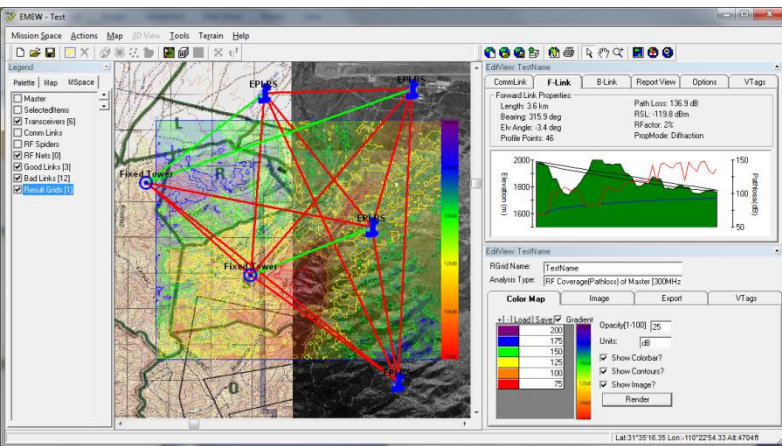 EMEW - Test
Mission Space Actions Map 3D View Tools Terrain Help
Legend
Palette Map MSpace
Master
SelectedItems
Transceivers [6]
Comm Links
RF Spiders
RF Nets [0]
Good Links [3]
Bad Links [12]
Result Grids [1]
EPLRS
EPLRS
Fixed Tower
EPLRS
Fixed Tower
EPLRS
L
R
O
EditView: TestName
CommLink F-Link B-Link Report View Options VTags
Forward Link Properties:
Length: 3.6 km
Bearing: 315.9 deg
Elv Angle: -3.4 deg
Profile Points: 46
Path Loss: 136.9 dB
RSL: -119.8 dBm
RFactor: 2%
PropMode: Diffraction
Elevation (m)
2000
1800
1600
150
100
50
Pathloss(dB)
EditView: TestName
RGrid Name: TestName
Analysis Type: RF Coverage(Pathloss) of Master [300MHz
Color Map Image Export VTags
+ | - | Load | Save Gradient
200
175
150
125
100
75
Opacity[1-100] 25
Units: dB
Show Colorbar?
Show Contours?
Show Image?
Render
Lat:31°35'16.35 Lon:-110°22'54.33 Alt:4704ft